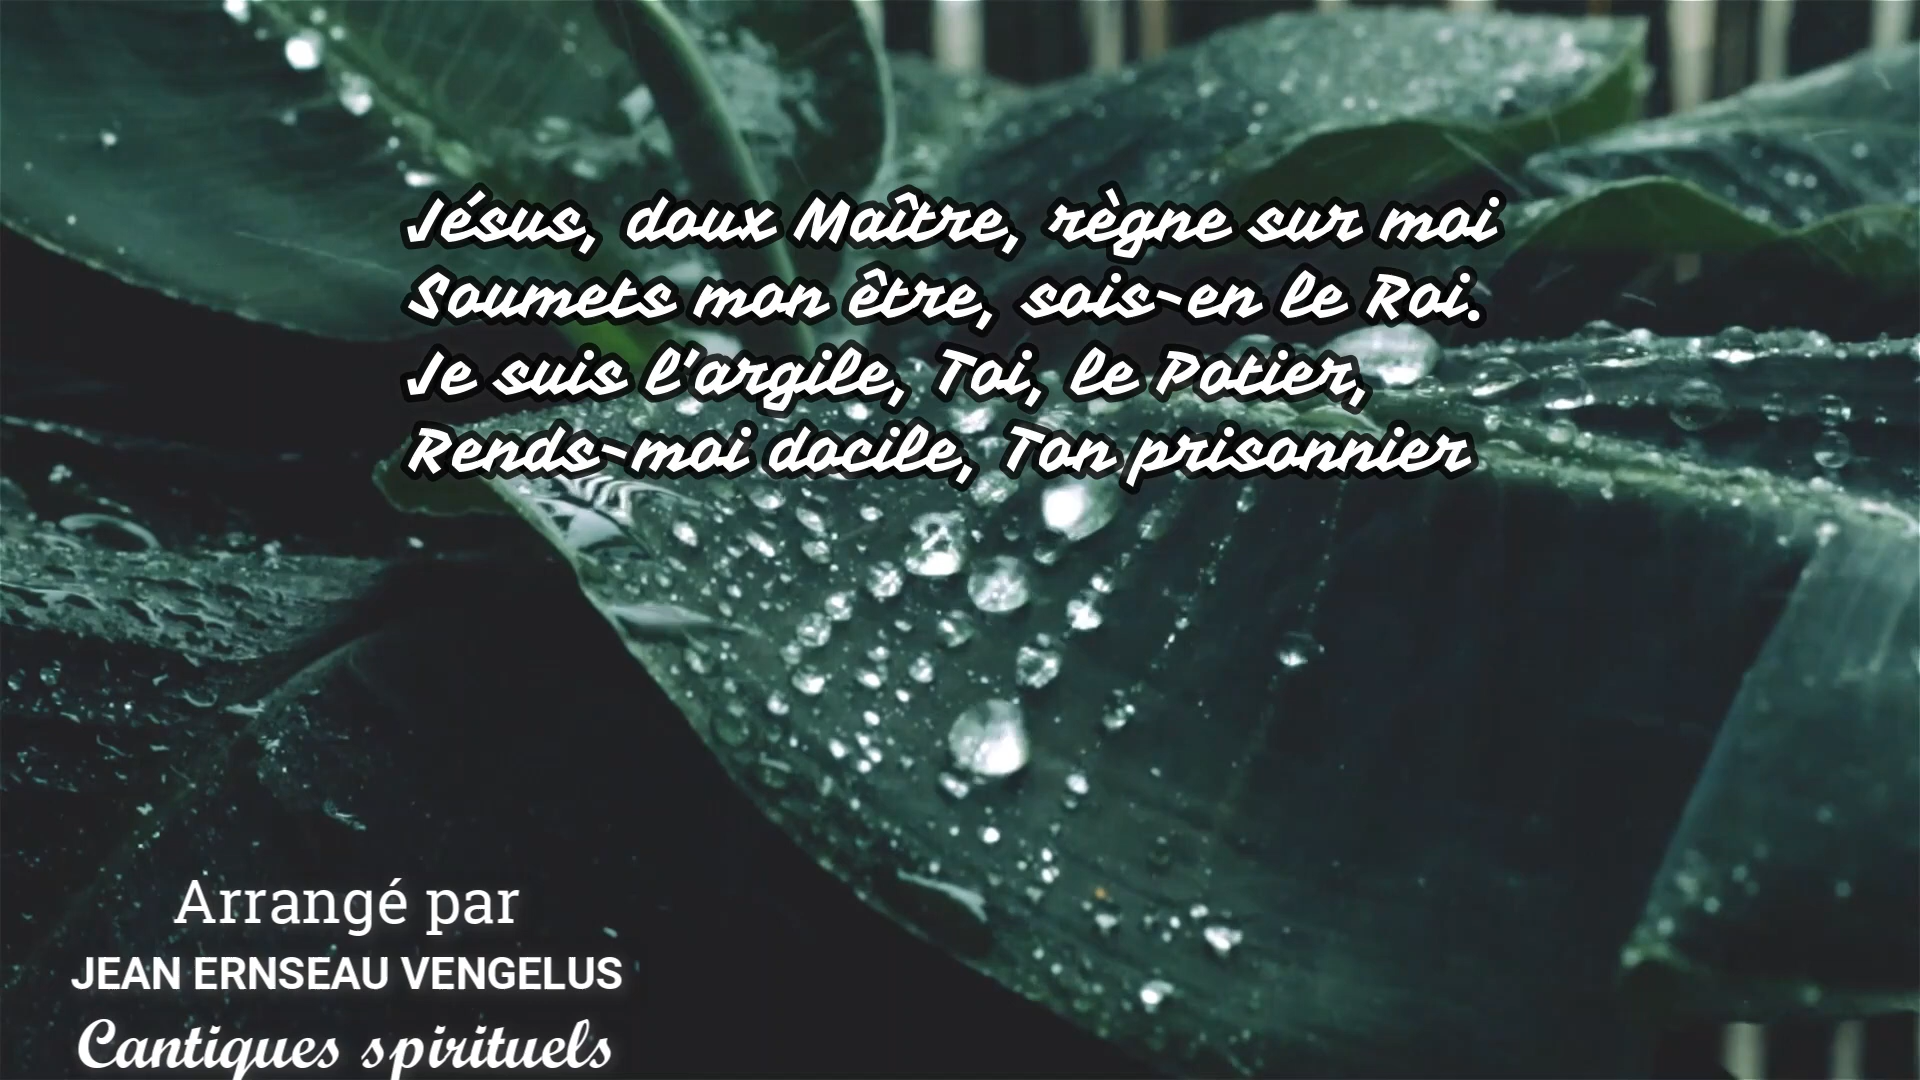 Jésus, doux Maître, règne sur moi
Soumets mon être, sois-en le Roi.
Je suis l'argile, Toi, le Potier,
Rends-moi docile, Ton prisonnier
Arrangé par
JEAN ERNSEAU VENGELUS
Cantiques spirituels